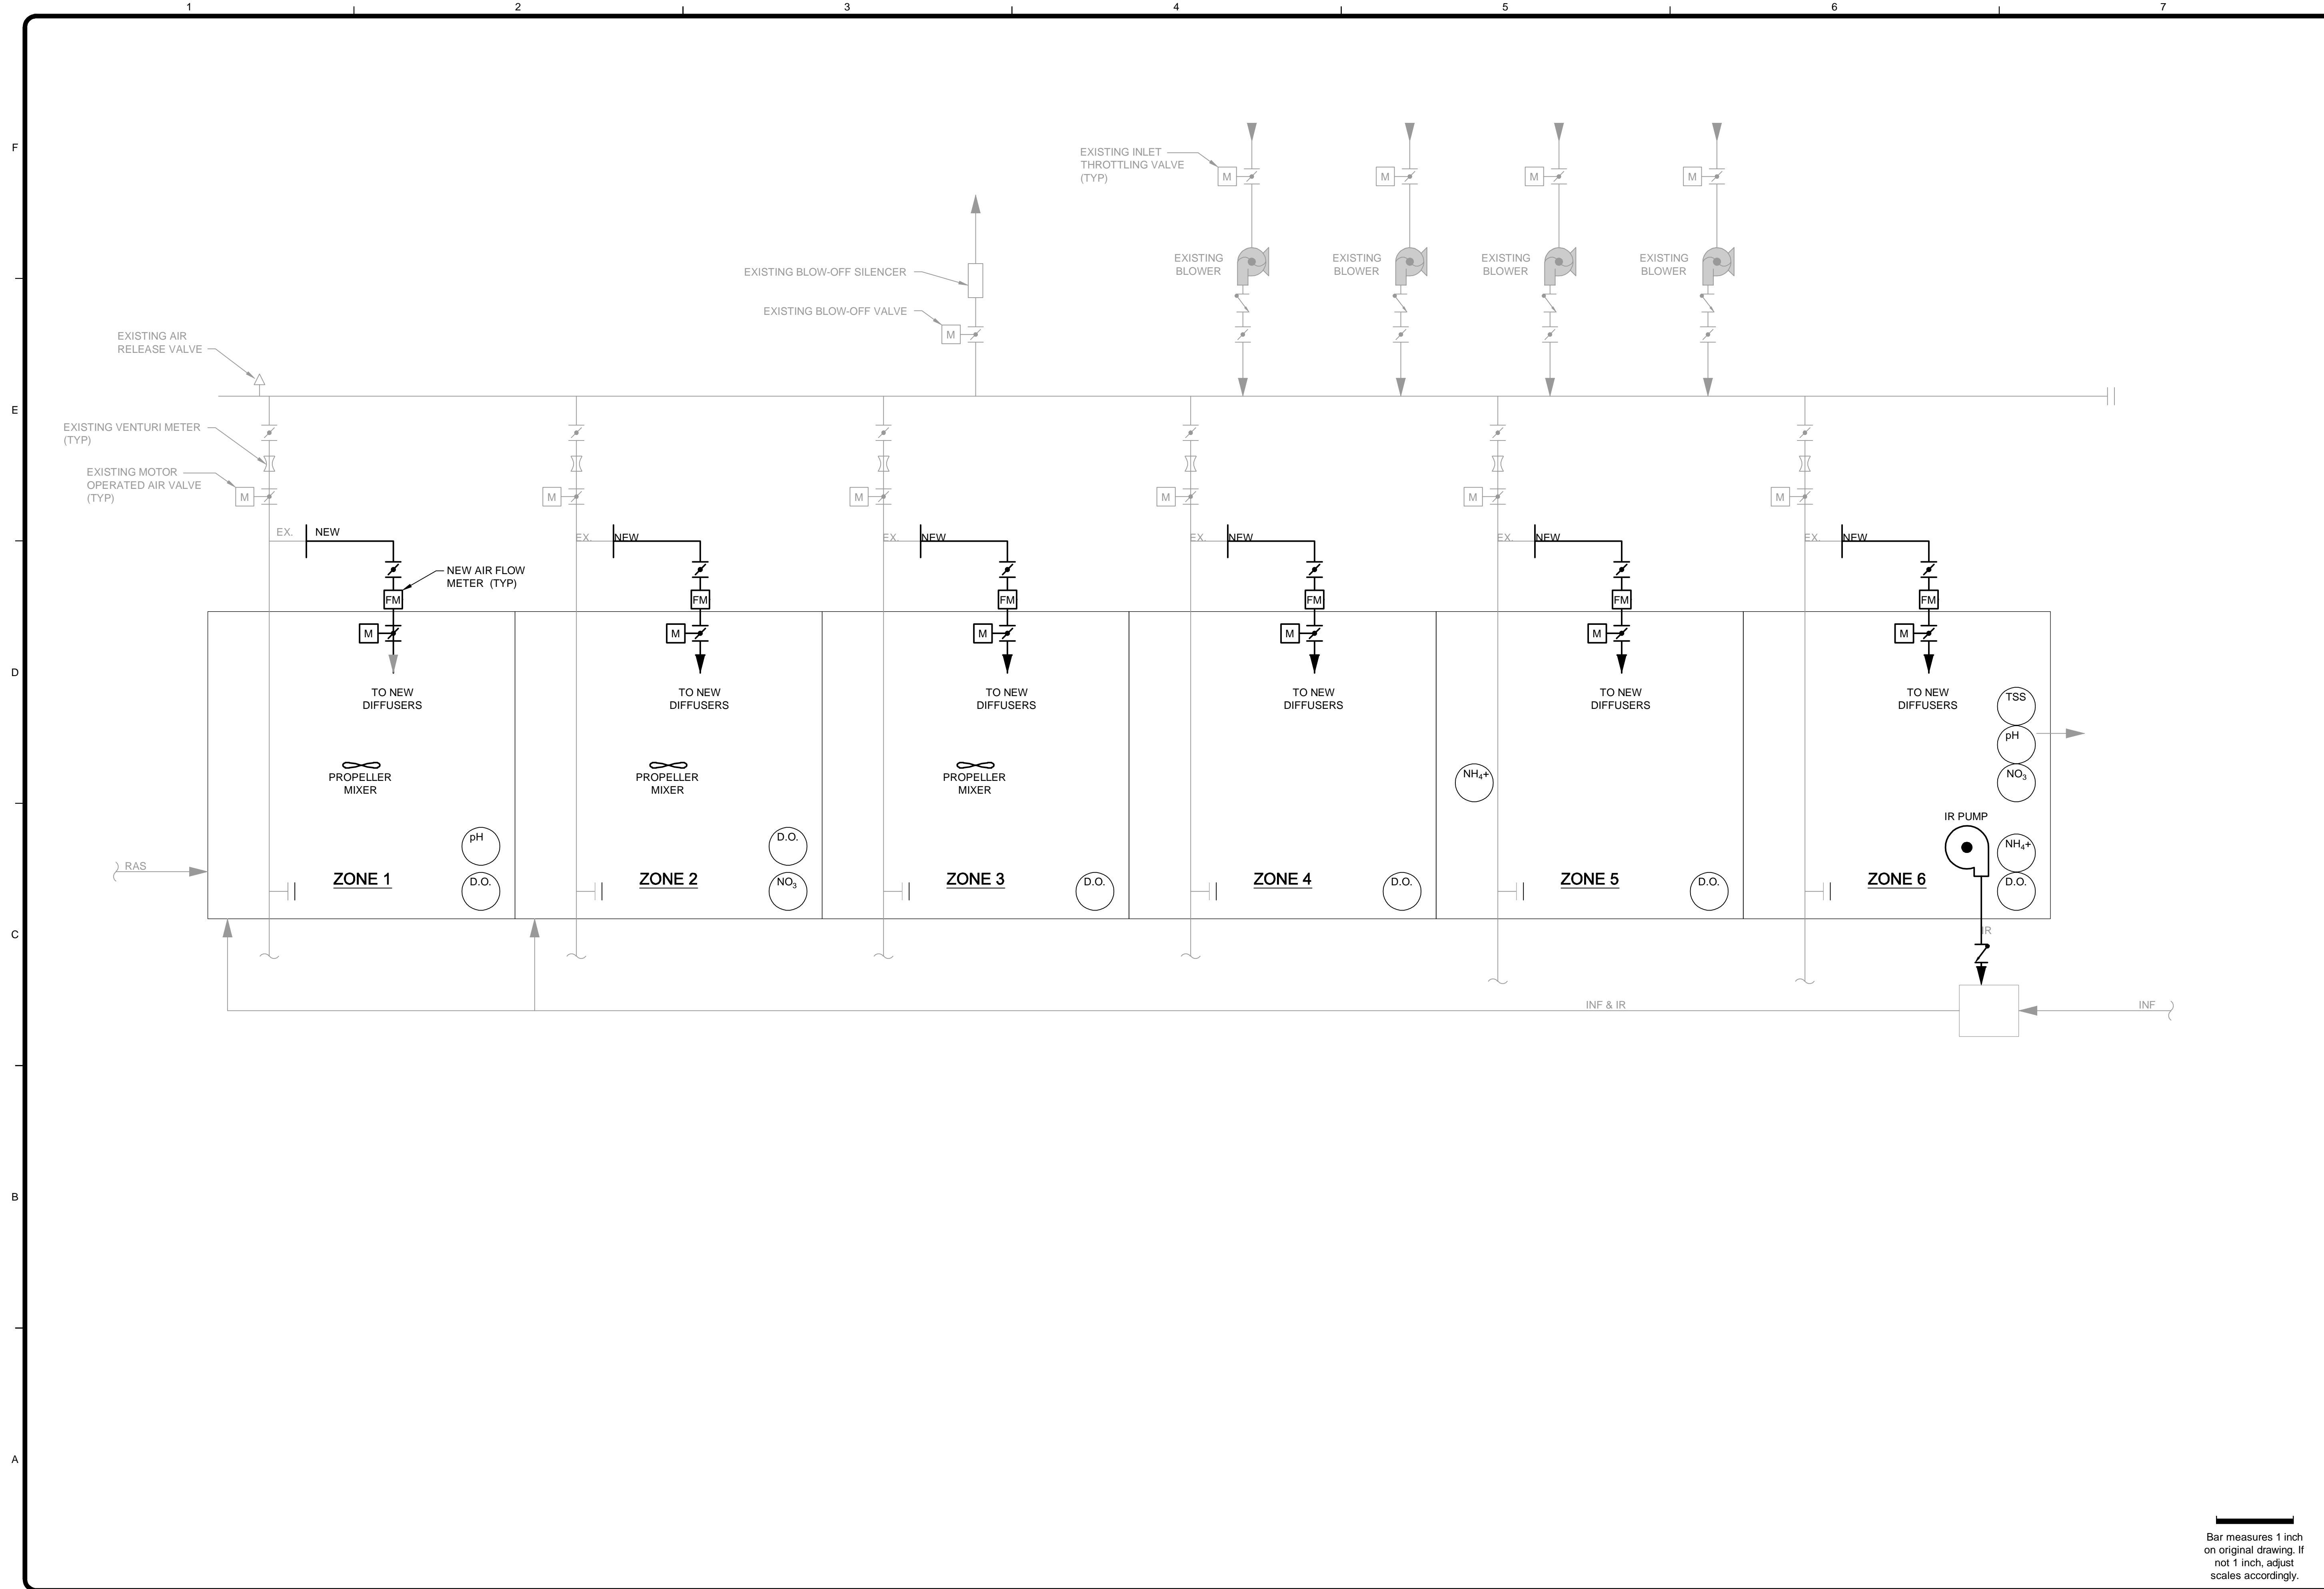 1 2 3 4 5 6 7
F
EXISTING INLET
THROTTLING VALVE
(TYP)
M M M M
EXISTING
BLOWER
EXISTING
BLOWER
EXISTING
BLOWER
EXISTING
BLOWER
EXISTING BLOW-OFF SILENCER
EXISTING BLOW-OFF VALVE
M
EXISTING AIR
RELEASE VALVE
E
EXISTING VENTURI METER
(TYP)
EXISTING MOTOR
OPERATED AIR VALVE
(TYP)
M M M M M M
EX. NEW EX. NEW EX. NEW EX. NEW EX. NEW EX. NEW
NEW AIR FLOW
METER (TYP)
FM FM FM FM FM FM
M M M M M M
D
TO NEW
DIFFUSERS
TO NEW
DIFFUSERS
TO NEW
DIFFUSERS
TO NEW
DIFFUSERS
TO NEW
DIFFUSERS
TO NEW
DIFFUSERS
TSS
pH
NO3
PROPELLER
MIXER
PROPELLER
MIXER
PROPELLER
MIXER
NH4+
IR PUMP
pH
D.O.
NH4+
RAS
ZONE 1
D.O.
ZONE 2
NO3
ZONE 3
D.O.
ZONE 4
D.O.
ZONE 5
D.O.
ZONE 6
D.O.
C
IR
INF & IR
INF
B
A
Bar measures 1 inch
on original drawing. If
not 1 inch, adjust
scales accordingly.